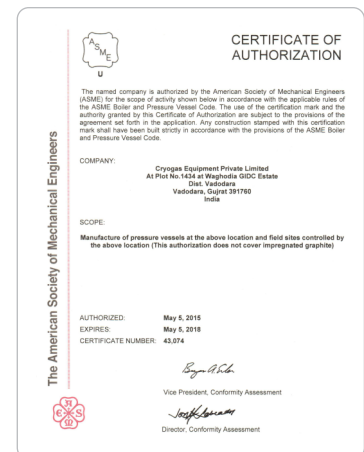 CERTIFICATE OF
AUTHORIZATION
A
S
M
E
U
The named company is authorized by the American Society of Mechanical Engineers
(ASME) for the scope of activity shown below in accordance with the applicable rules of
the ASME Boiler and Pressure Vessel Code. The use of the certification mark and the
authority granted by this Certificate of Authorization are subject to the provisions of the
agreement set forth in the application. Any construction stamped with this certification
mark shall have been built strictly in accordance with the provisions of the ASME Boiler
and Pressure Vessel Code.
COMPANY:
Cryogas Equipment Private Limited
At Plot No.1434 at Waghodia GIDC Estate
Dist. Vadodara
Vadodara, Gujrat 391760
India
SCOPE:
Manufacture of pressure vessels at the above location and field sites controlled by
the above location (This authorization does not cover impregnated graphite)
AUTHORIZED: May 5, 2015
EXPIRES: May 5, 2018
CERTIFICATE NUMBER: 43,074
Vice President, Conformity Assessment
Director, Conformity Assessment
The American Society of Mechanical Engineers